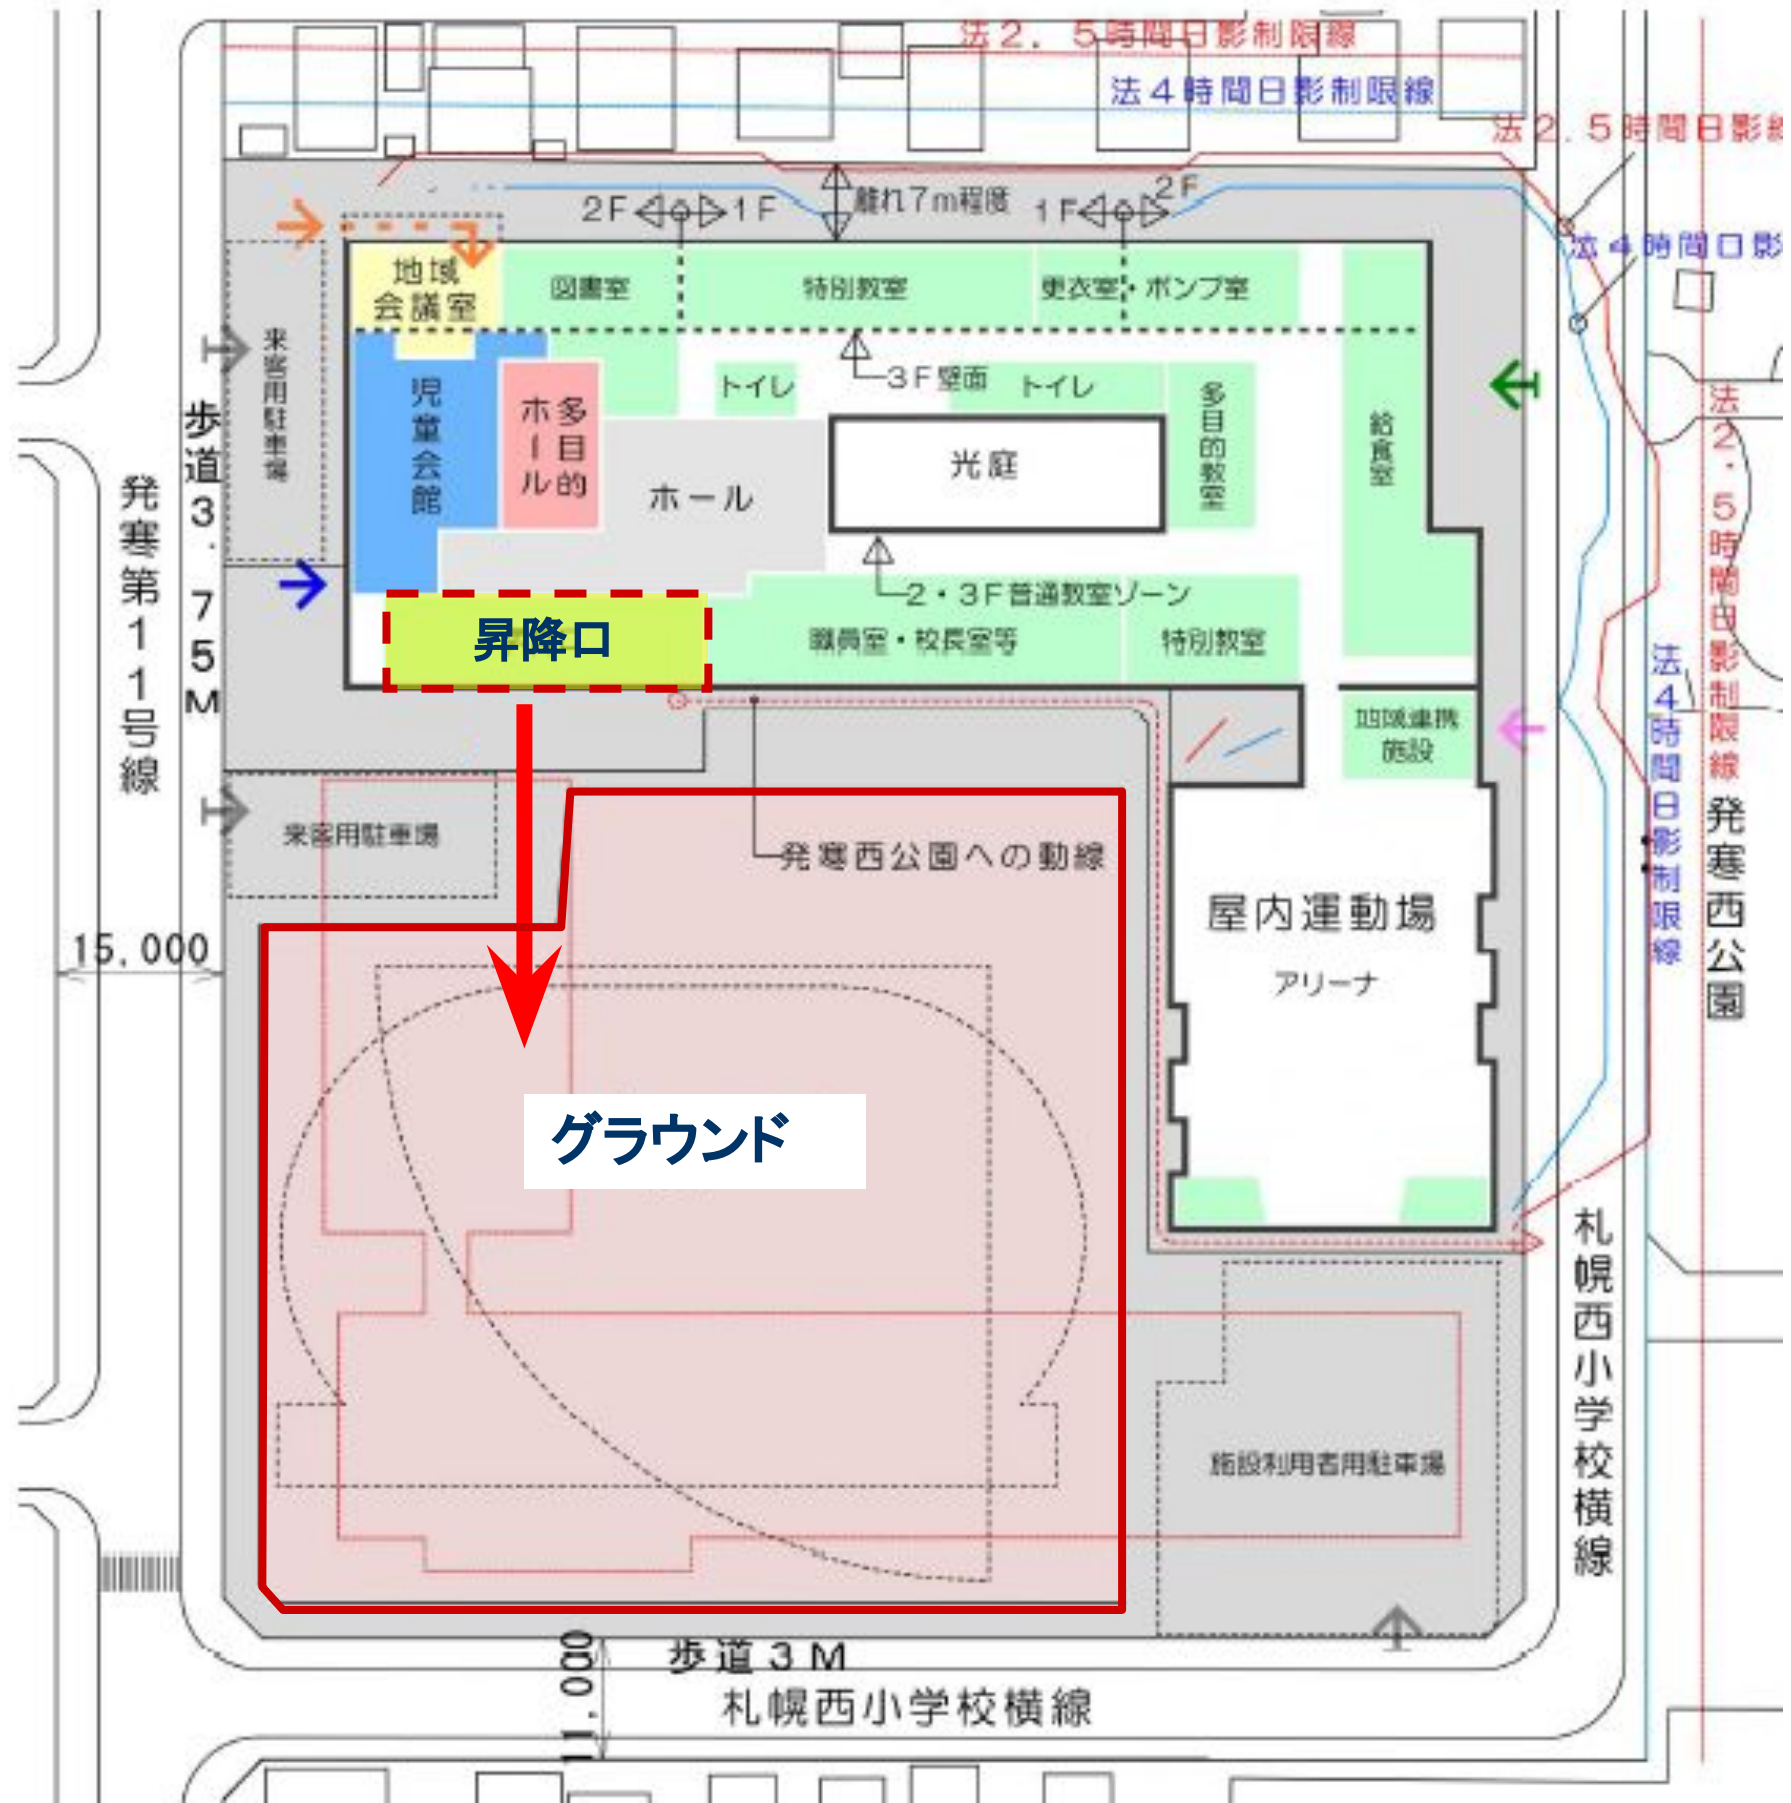 法２．５時間日影制限線
法４時間日影制限線
法２．５時間日影線
法４時間日影
２Ｆ
１Ｆ
離れ７ｍ程度
１Ｆ
２Ｆ
地域
会議室
図書室
特別教室
更衣室・ポンプ室
来客用駐車場
児童会館
多目的
ホール
トイレ
３Ｆ壁面
トイレ
多目的教室
給食室
ホール
光庭
歩道３．７５Ｍ
発寒第１１号線
２・３Ｆ普通教室ゾーン
昇降口
職員室・校長室等
特別教室
地域連携
施設
法２．５時間日影制限線
法４時間日影制限線
発寒西公園
来客用駐車場
発寒西公園への動線
屋内運動場
アリーナ
15.000
グラウンド
札幌西小学校横線
施設利用者用駐車場
11.000
歩道３Ｍ
札幌西小学校横線